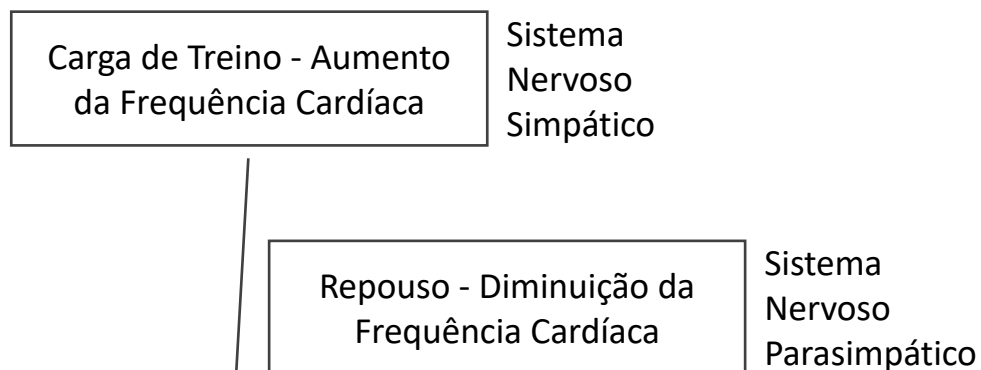 Carga de Treino - Aumento
da Frequência Cardíaca
Sistema
Nervoso
Simpático
Repouso - Diminuição da
Frequência Cardíaca
Sistema
Nervoso
Parasimpático